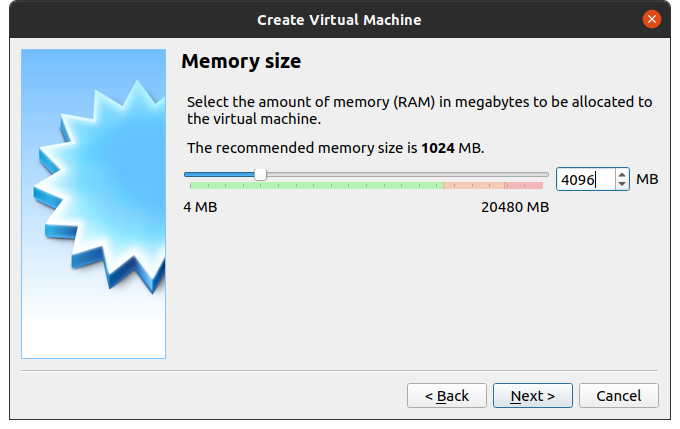 Create Virtual Machine
Memory size
Select the amount of memory (RAM) in megabytes to be allocated to
the virtual machine.
The recommended memory size is 1024 MB.
4096 MB
4 MB 20480 MB
< Back Next > Cancel